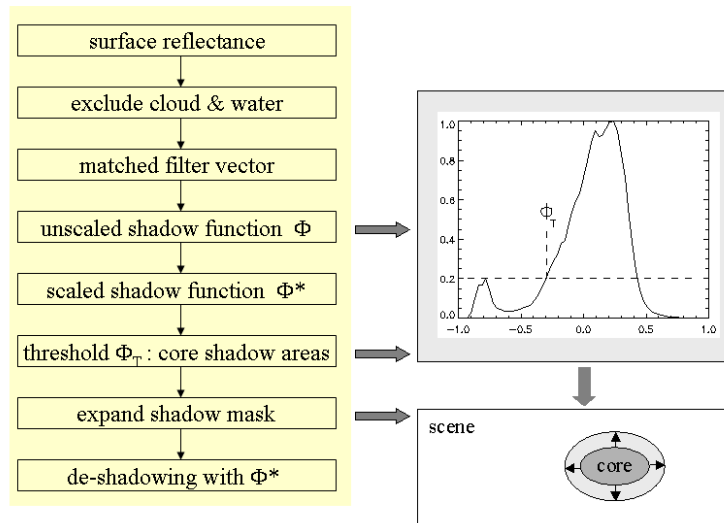 surface reflectance
exclude cloud & water
matched filter vector
unscaled shadow function Φ
scaled shadow function Φ*
threshold Φ_T : core shadow areas
expand shadow mask
de-shadowing with Φ*
1.0
0.8
0.6
0.4
0.2
0.0
Φ_T
-1.0 -0.5 0.0 0.5 1.0
scene
core